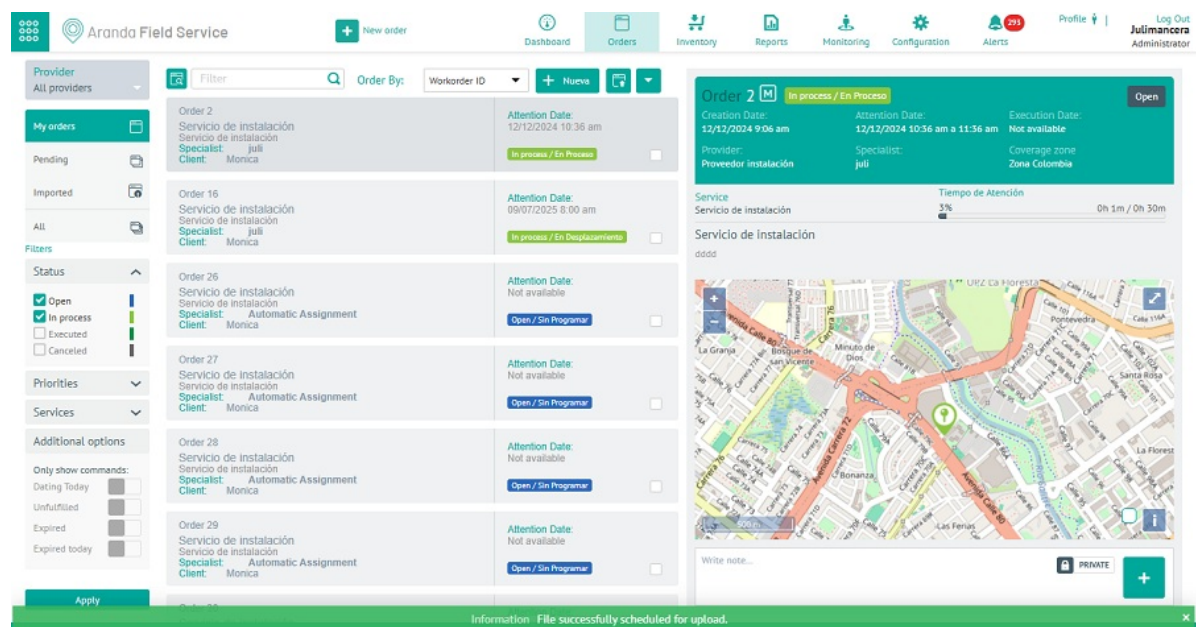 Aranda Field Service
New order
Dashboard
Orders
Inventory
Reports
Monitoring
Configuration
295
Alerts
Profile
Log Out
Julimancera
Administrator
Provider
All providers
My orders
Pending
Imported
All
Filters
Status
Open
In process
Executed
Canceled
Priorities
Services
Additional options
Only show commands:
Dating Today
Unfulfilled
Expired
Expired today
Apply
Filter
Order By:
Workorder ID
Nueva
Order 2
Servicio de instalación
Servicio de instalación
Specialist: juli
Client: Monica
Attention Date:
12/12/2024 10:36 am
In process / En Proceso
Order 16
Servicio de instalación
Servicio de instalación
Specialist: juli
Client: Monica
Attention Date:
09/07/2025 8:00 am
In process / En Desplazamiento
Order 26
Servicio de instalación
Servicio de instalación
Specialist: Automatic Assignment
Client: Monica
Attention Date:
Not available
Open / Sin Programar
Order 27
Servicio de instalación
Servicio de instalación
Specialist: Automatic Assignment
Client: Monica
Attention Date:
Not available
Open / Sin Programar
Order 28
Servicio de instalación
Servicio de instalación
Specialist: Automatic Assignment
Client: Monica
Attention Date:
Not available
Open / Sin Programar
Order 29
Servicio de instalación
Servicio de instalación
Specialist: Automatic Assignment
Client: Monica
Attention Date:
Not available
Open / Sin Programar
Order 2 M In process / En Proceso
Open
Creation Date:
12/12/2024 9:06 am
Attention Date:
12/12/2024 10:36 am a 11:36 am
Execution Date:
Not available
Provider:
Proveedor instalación
Specialist:
juli
Coverage zone
Zona Colombia
Service
Servicio de instalación
Tiempo de Atención
3%
0h 1m / 0h 30m
Servicio de instalación
dddd
Pontevedra
La Granja
Bosque de
san Vicente
Minuto de
Dios
Santa Rosa
Bonanza
La Florest
Las Ferias
Avenida Carrera 72
Avenida Calle 80
500 m
Write note...
PRIVATE
Information File successfully scheduled for upload.